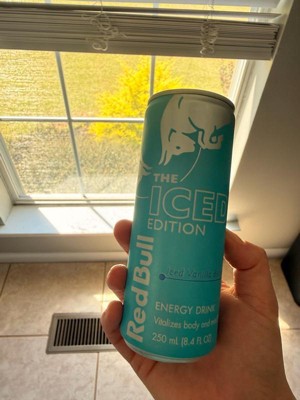 THE
ICED
EDITION
Red Bull
ENERGY DRINK
Vitalizes body and
250 mL (8.4 FL OZ)